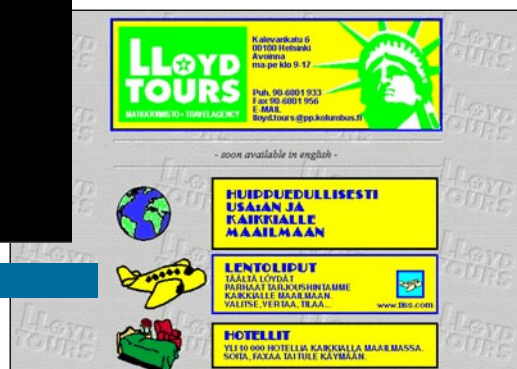 LLOYD
TOURS
MATKATOIMISTO • TRAVEL AGENCY
Kalevankatu 6
00100 Helsinki
Avoinna
ma-pe klo 9-17
Puh. 90-6801 933
Fax 90-6801 956
E-MAIL
lloyd.tours@pp.kolumbus.fi
- soon available in english -
HUIPPUEDULLISESTI
USA:AN JA
KAIKKIALLE
MAAILMAAN
LENTOLIPUT
TÄÄLTÄ LÖYDÄT
PARHAAT TARJOUSHINTAMME
KAIKKIALLE MAAILMAAN.
VALITSE, VERTAA, TILAA...
www.tiss.com
HOTELLIT
YLI 10 000 HOTELLIA KAIKKIALLA MAAILMASSA.
SOITA, FAXAA TAI TULE KÄYMÄÄN.